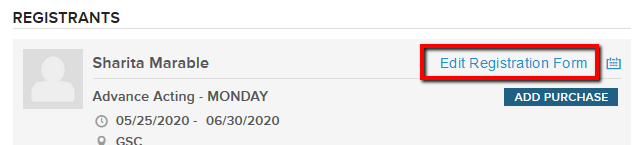 REGISTRANTS
Sharita Marable Edit Registration Form
Advance Acting - MONDAY ADD PURCHASE
05/25/2020 - 06/30/2020
GSC